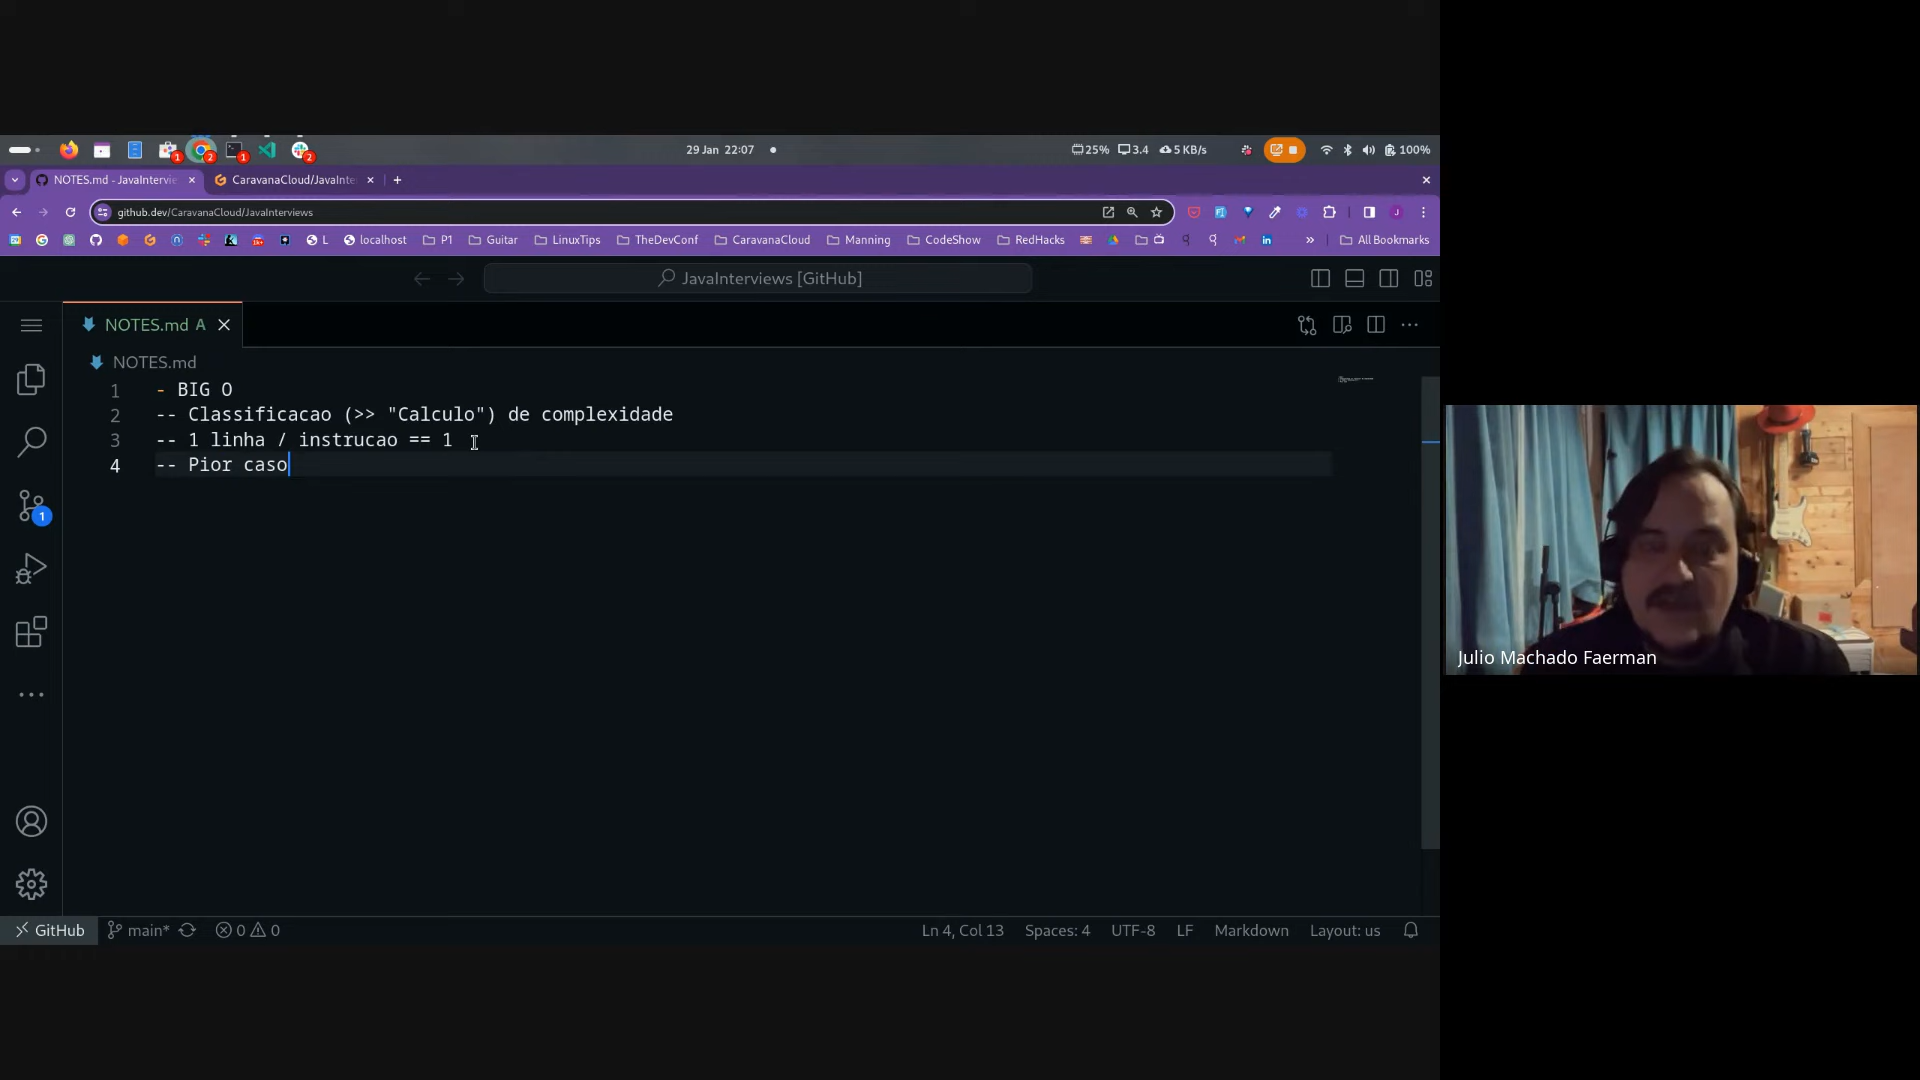 29 Jan 22:07
25% 3.4 5 KB/s 100%
NOTES.md - JavaIntervie
CaravanaCloud/JavaInte
github.dev/CaravanaCloud/JavaInterviews
L localhost P1 Guitar LinuxTips TheDevConf CaravanaCloud Manning CodeShow RedHacks » All Bookmarks
JavaInterviews [GitHub]
NOTES.md A
NOTES.md
1 - BIG O
2 -- Classificacao (>> "Calculo") de complexidade
3 -- 1 linha / instrucao == 1
4 -- Pior caso
1
Julio Machado Faerman
GitHub main* 0 0 Ln 4, Col 13 Spaces: 4 UTF-8 LF Markdown Layout: us